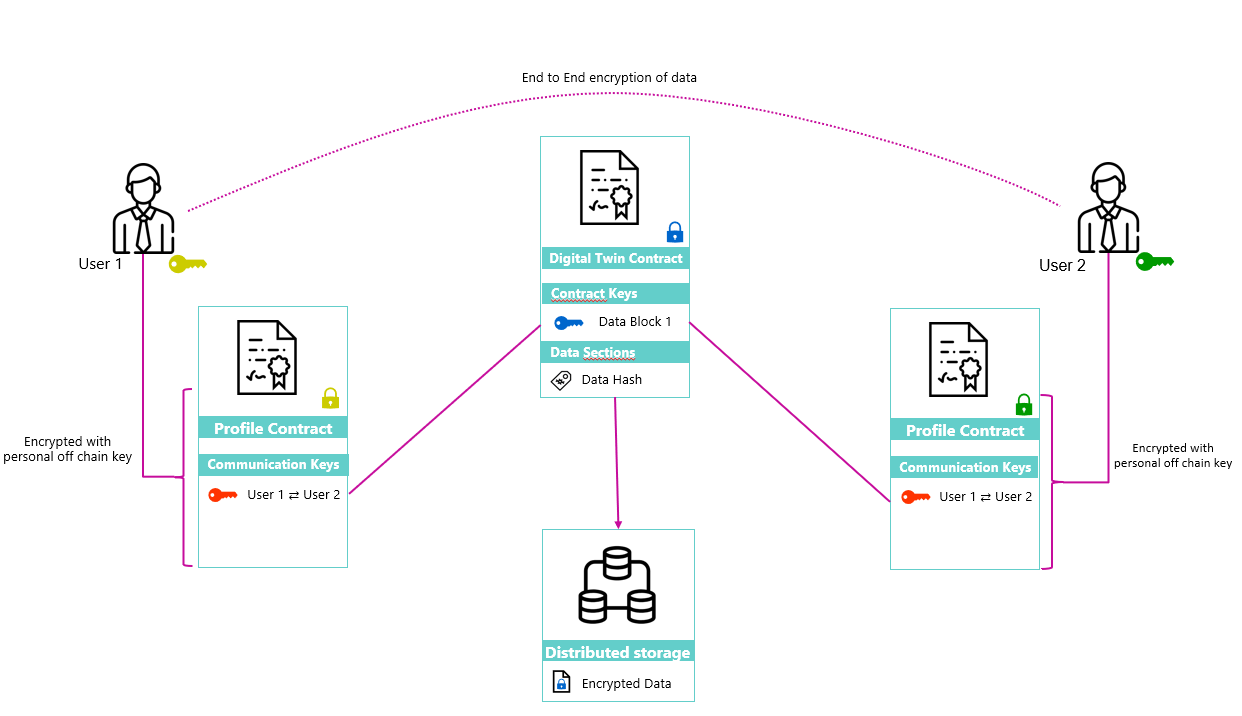 End to End encryption of data
User 1
User 2
Digital Twin Contract
Contract Keys
Data Block 1
Data Sections
Data Hash
Encrypted with
personal off chain key
Profile Contract
Communication Keys
User 1 ⇄ User 2
Profile Contract
Communication Keys
User 1 ⇄ User 2
Encrypted with
personal off chain key
Distributed storage
Encrypted Data